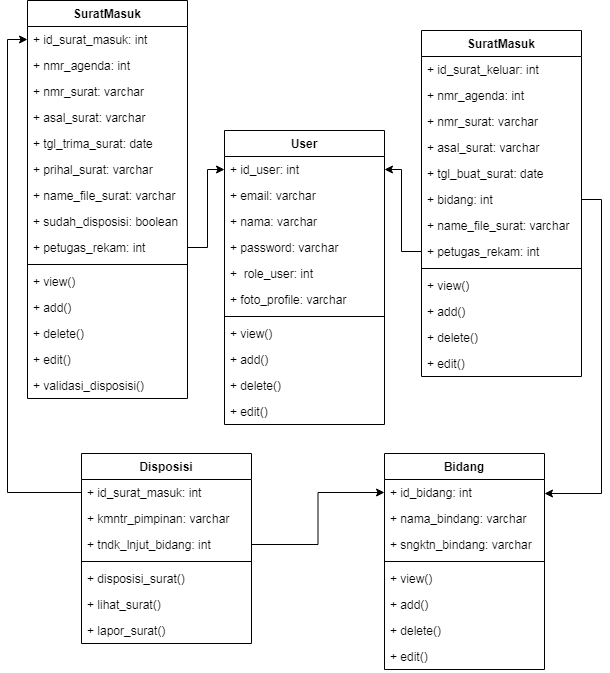 SuratMasuk
+ id_surat_masuk: int
+ nmr_agenda: int
+ nmr_surat: varchar
+ asal_surat: varchar
+ tgl_trima_surat: date
+ prihal_surat: varchar
+ name_file_surat: varchar
+ sudah_disposisi: boolean
+ petugas_rekam: int
+ view()
+ add()
+ delete()
+ edit()
+ validasi_disposisi()
User
+ id_user: int
+ email: varchar
+ nama: varchar
+ password: varchar
+ role_user: int
+ foto_profile: varchar
+ view()
+ add()
+ delete()
+ edit()
SuratMasuk
+ id_surat_keluar: int
+ nmr_agenda: int
+ nmr_surat: varchar
+ asal_surat: varchar
+ tgl_buat_surat: date
+ bidang: int
+ name_file_surat: varchar
+ petugas_rekam: int
+ view()
+ add()
+ delete()
+ edit()
Disposisi
+ id_surat_masuk: int
+ kmntr_pimpinan: varchar
+ tndk_lnjut_bidang: int
+ disposisi_surat()
+ lihat_surat()
+ lapor_surat()
Bidang
+ id_bidang: int
+ nama_bindang: varchar
+ sngktn_bindang: varchar
+ view()
+ add()
+ delete()
+ edit()